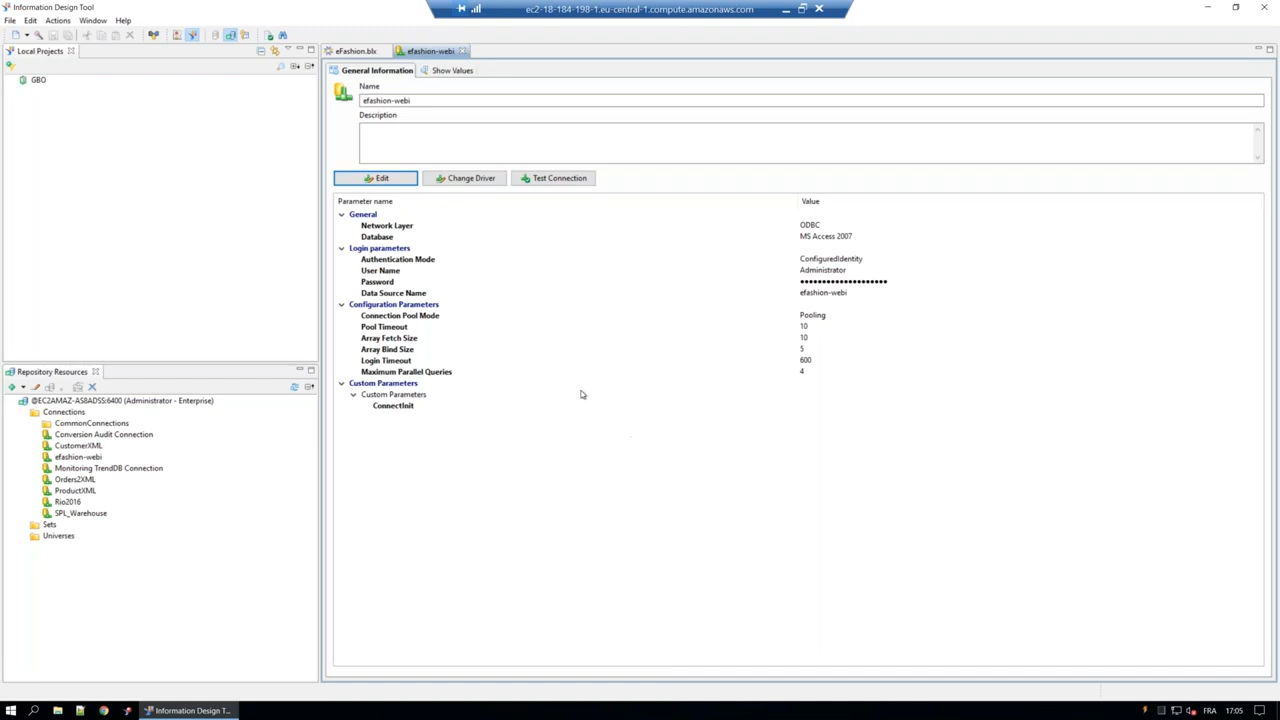 Information Design Tool
ec2-18-184-198-1.eu-central-1.compute.amazonaws.com
File Edit Actions Window Help
Local Projects
GBO
eFashion.blx
efashion-webi
General Information
Show Values
Name
efashion-webi
Description
Edit
Change Driver
Test Connection
Parameter name Value
General
Network Layer ODBC
Database MS Access 2007
Login parameters
Authentication Mode ConfiguredIdentity
User Name Administrator
Password ••••••••••••••••••••
Data Source Name efashion-webi
Configuration Parameters
Connection Pool Mode Pooling
Pool Timeout 10
Array Fetch Size 10
Array Bind Size 5
Login Timeout 600
Maximum Parallel Queries 4
Custom Parameters
Custom Parameters
ConnectInit
Repository Resources
@EC2AMAZ-AS8ADSS:6400 (Administrator - Enterprise)
Connections
CommonConnections
Conversion Audit Connection
CustomerXML
efashion-webi
Monitoring TrendDB Connection
Orders2XML
ProductXML
Rio2016
SPL_Warehouse
Sets
Universes
Information Design T...
FRA 17:05